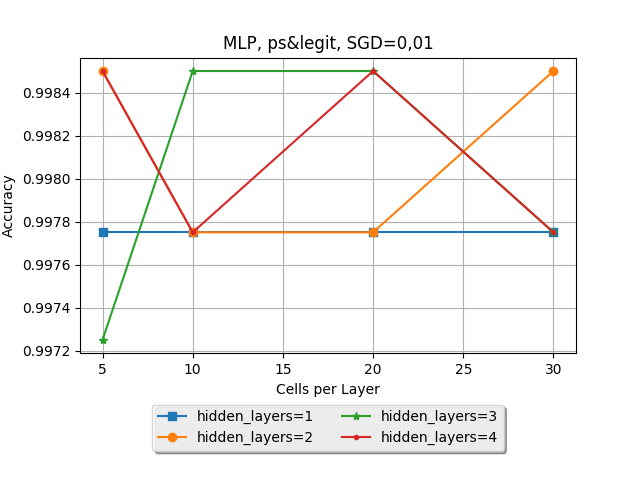 MLP, ps&legit, SGD=0,01
0.9984
0.9982
0.9980
0.9978
0.9976
0.9974
0.9972
Accuracy
5 10 15 20 25 30
Cells per Layer
hidden_layers=1 hidden_layers=3
hidden_layers=2 hidden_layers=4